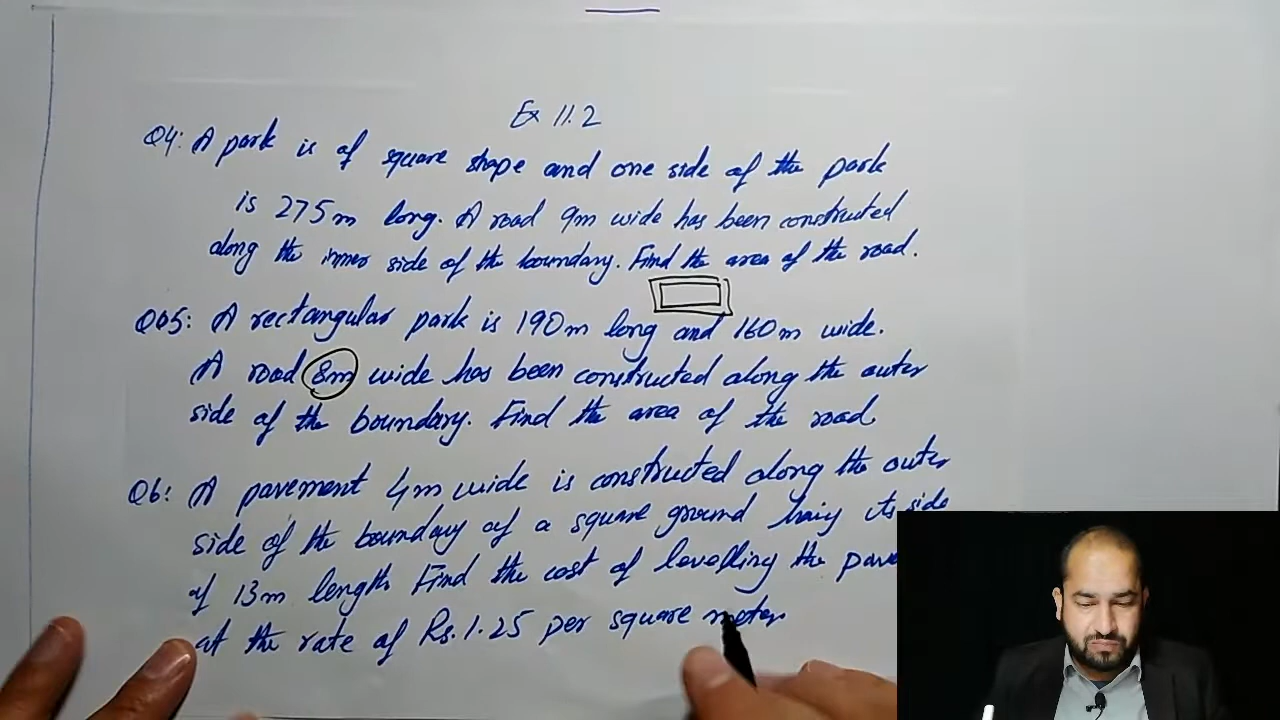 Ex 11.2
Q4: A park is of square shape and one side of the park
is 275m long. A road 9m wide has been constructed
along the inner side of the boundary. Find the area of the road.
Q05: A rectangular park is 190m long and 160m wide.
A road 8m wide has been constructed along the outer
side of the boundary. Find the area of the road.
Q6: A pavement 4m wide is constructed along the outer
side of the boundary of a square ground having its side
of 13m length. Find the cost of levelling the pave
at the rate of Rs. 1.25 per square meter